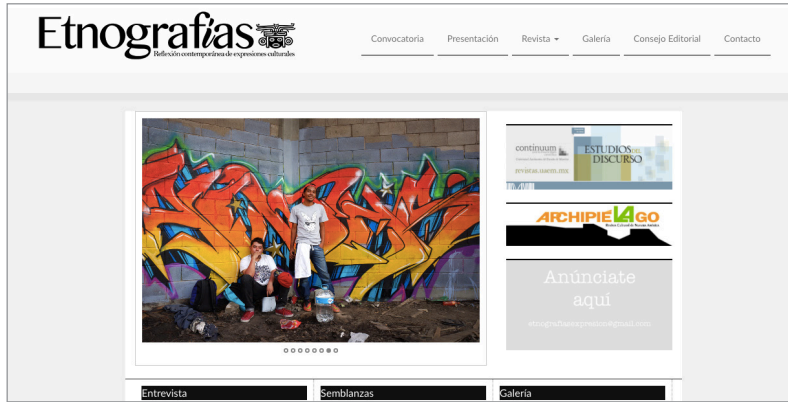 Etnografías
Reflexión contemporánea de expresiones culturales
Convocatoria
Presentación
Revista
Galería
Consejo Editorial
Contacto
continuum
revistas.uaem.mx
ESTUDIOS DEL
DISCURSO
ARCHIPIÉLAGO
Anúnciate
aquí
Entrevista
Semblanzas
Galería